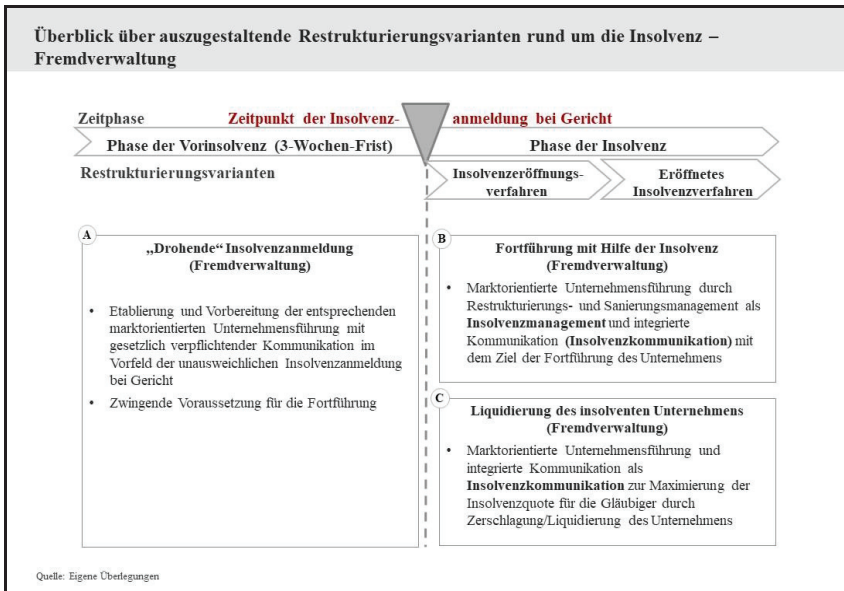 Überblick über auszugestaltende Restrukturierungsvarianten rund um die Insolvenz –
Fremdverwaltung
Zeitphase
Zeitpunkt der Insolvenz-
anmeldung bei Gericht
Phase der Vorinsolvenz (3-Wochen-Frist)
Phase der Insolvenz
Restrukturierungsvarianten
Insolvenzeröffnungs-
verfahren
Eröffnetes
Insolvenzverfahren
A
„Drohende“ Insolvenzanmeldung
(Fremdverwaltung)
• Etablierung und Vorbereitung der entsprechenden
marktorientierten Unternehmensführung mit
gesetzlich verpflichtender Kommunikation im
Vorfeld der unausweichlichen Insolvenzanmeldung
bei Gericht
• Zwingende Voraussetzung für die Fortführung
B
Fortführung mit Hilfe der Insolvenz
(Fremdverwaltung)
• Marktorientierte Unternehmensführung durch
Restrukturierungs- und Sanierungsmanagement als
Insolvenzmanagement und integrierte
Kommunikation (Insolvenzkommunikation) mit
dem Ziel der Fortführung des Unternehmens
C
Liquidierung des insolventen Unternehmens
(Fremdverwaltung)
• Marktorientierte Unternehmensführung und
integrierte Kommunikation als
Insolvenzkommunikation zur Maximierung der
Insolvenzquote für die Gläubiger durch
Zerschlagung/Liquidierung des Unternehmens
Quelle: Eigene Überlegungen